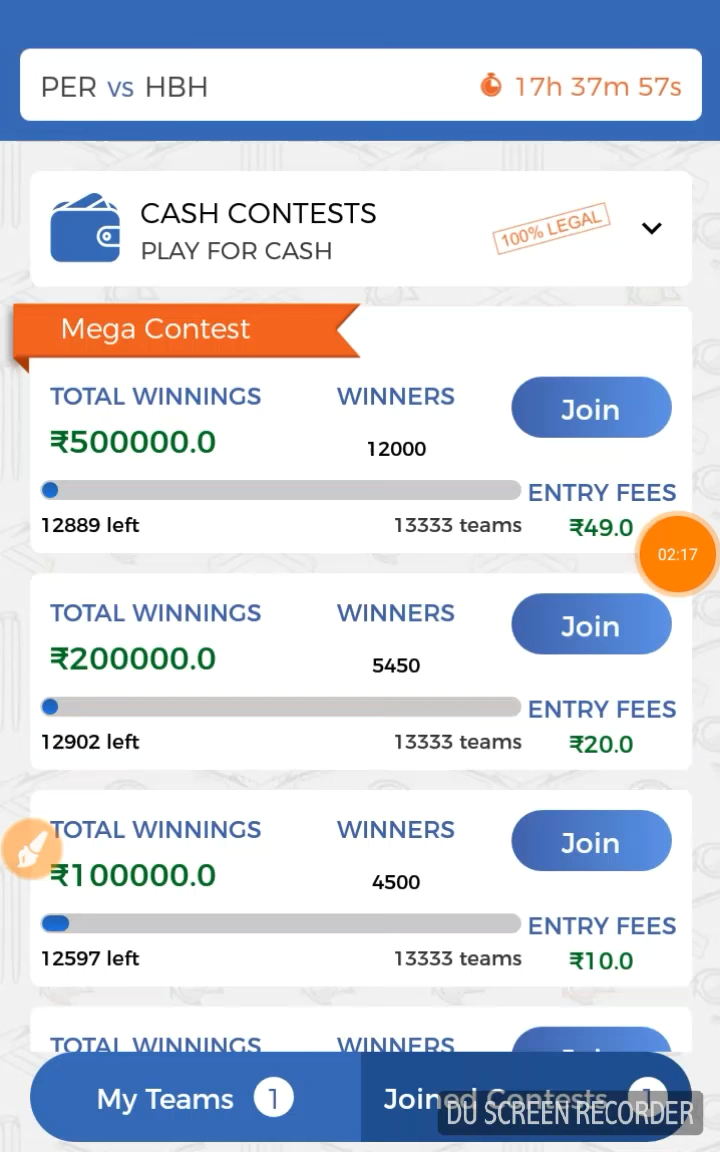 PER vs HBH
17h 37m 57s
CASH CONTESTS
PLAY FOR CASH
100% LEGAL
Mega Contest
TOTAL WINNINGS
WINNERS
Join
₹500000.0
12000
ENTRY FEES
12889 left
13333 teams
₹49.0
02:17
TOTAL WINNINGS
WINNERS
Join
₹200000.0
5450
ENTRY FEES
12902 left
13333 teams
₹20.0
TOTAL WINNINGS
WINNERS
Join
₹100000.0
4500
ENTRY FEES
12597 left
13333 teams
₹10.0
TOTAL WINNINGS
WINNERS
My Teams 1
Joined Contests 1
DU SCREEN RECORDER